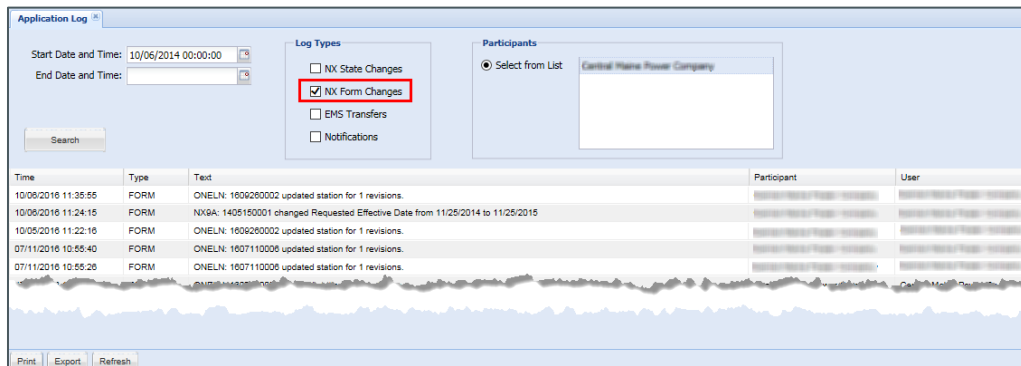 Application Log
Start Date and Time: 10/06/2014 00:00:00
End Date and Time:
Search
Log Types
NX State Changes
NX Form Changes
EMS Transfers
Notifications
Participants
Select from List
Central Maine Power Company
Time Type Text Participant User
10/06/2016 11:35:55 FORM ONELN: 1609260002 updated station for 1 revisions.
10/06/2016 11:24:15 FORM NX9A: 1405150001 changed Requested Effective Date from 11/25/2014 to 11/25/2015
10/05/2016 11:22:16 FORM ONELN: 1609260002 updated station for 1 revisions.
07/11/2016 10:55:40 FORM ONELN: 1607110006 updated station for 1 revisions.
07/11/2016 10:55:26 FORM ONELN: 1607110006 updated station for 1 revisions.
Print Export Refresh